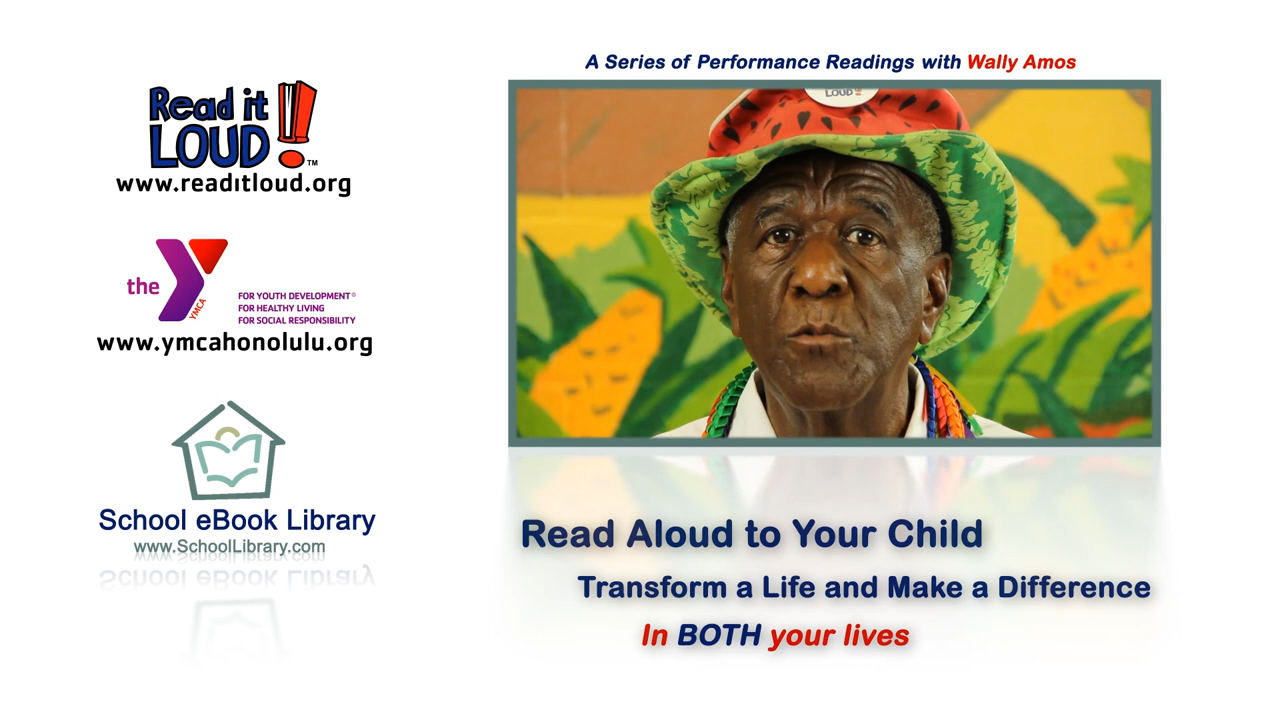 Read it
LOUD!™
www.readitloud.org
the
YMCA
FOR YOUTH DEVELOPMENT®
FOR HEALTHY LIVING
FOR SOCIAL RESPONSIBILITY
www.ymcahonolulu.org
School eBook Library
www.SchoolLibrary.com
A Series of Performance Readings with Wally Amos
LOUD!
Read Aloud to Your Child
Transform a Life and Make a Difference
In BOTH your lives